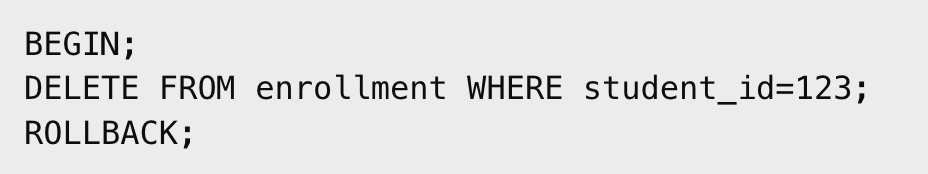 BEGIN;
DELETE FROM enrollment WHERE student_id=123;
ROLLBACK;